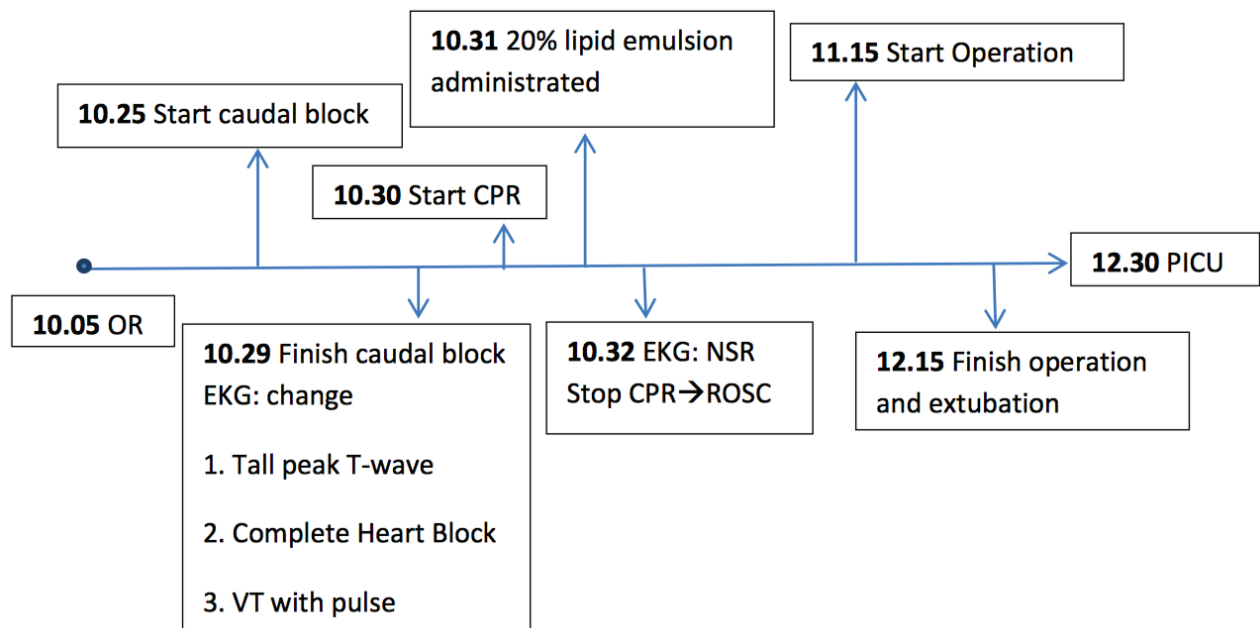 10.05 OR
10.25 Start caudal block
10.29 Finish caudal block
EKG: change
1. Tall peak T-wave
2. Complete Heart Block
3. VT with pulse
10.30 Start CPR
10.31 20% lipid emulsion
administrated
10.32 EKG: NSR
Stop CPR→ROSC
11.15 Start Operation
12.15 Finish operation
and extubation
12.30 PICU